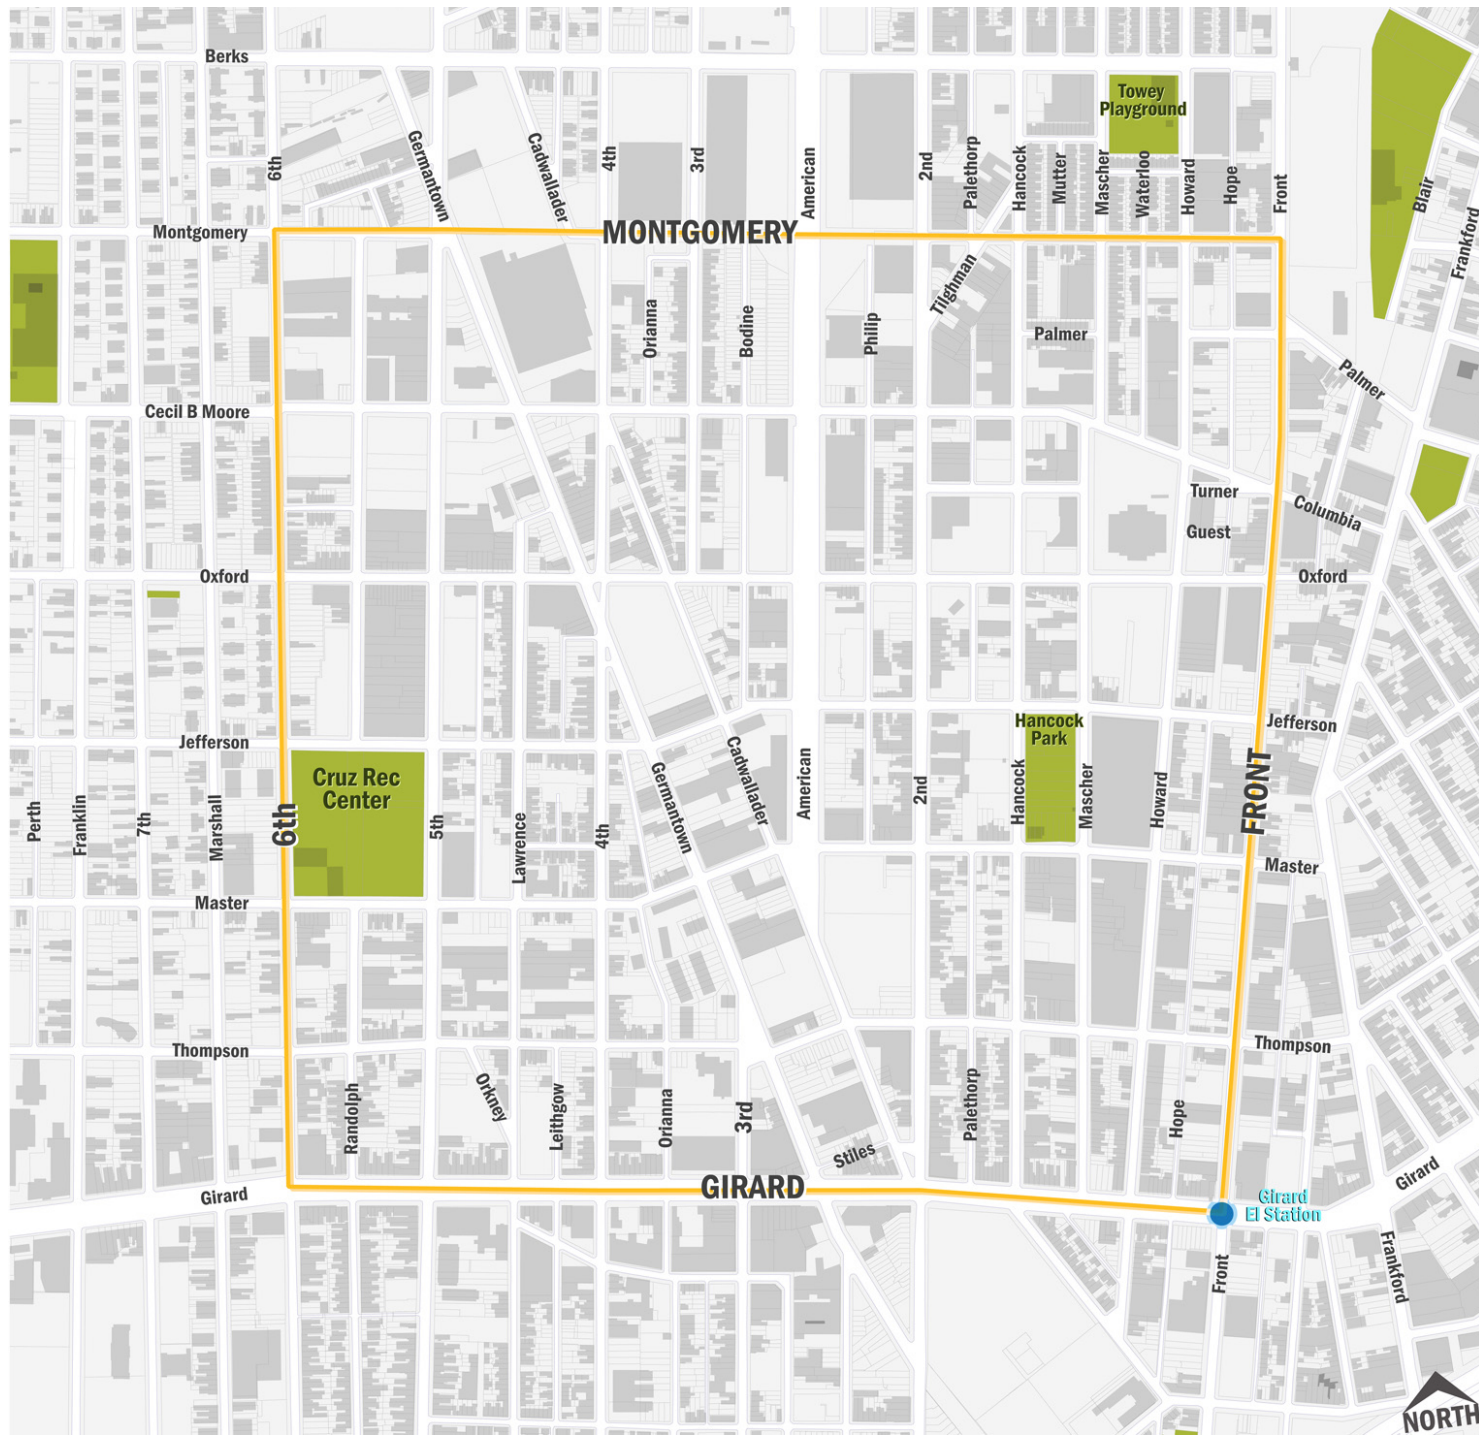 Berks
Towey
Playground
6th
Germantown
Cadwallader
4th
3rd
American
2nd
Palethorp
Hancock
Mutter
Mascher
Waterloo
Howard
Hope
Front
Blair
Frankford
Montgomery
MONTGOMERY
Tilghman
Orianna
Bodine
Philip
Palmer
Palmer
Cecil B Moore
Turner
Columbia
Guest
Oxford
Oxford
Hancock
Park
Jefferson
Jefferson
Cruz Rec
Center
Perth
Franklin
7th
Marshall
6th
5th
Lawrence
4th
Germantown
Cadwallader
American
2nd
Hancock
Mascher
Howard
FRONT
Master
Master
Thompson
Thompson
Randolph
Orkney
Leithgow
Orianna
3rd
Stiles
Palethorp
Hope
Girard
GIRARD
Girard
Girard
El Station
Front
Frankford
NORTH